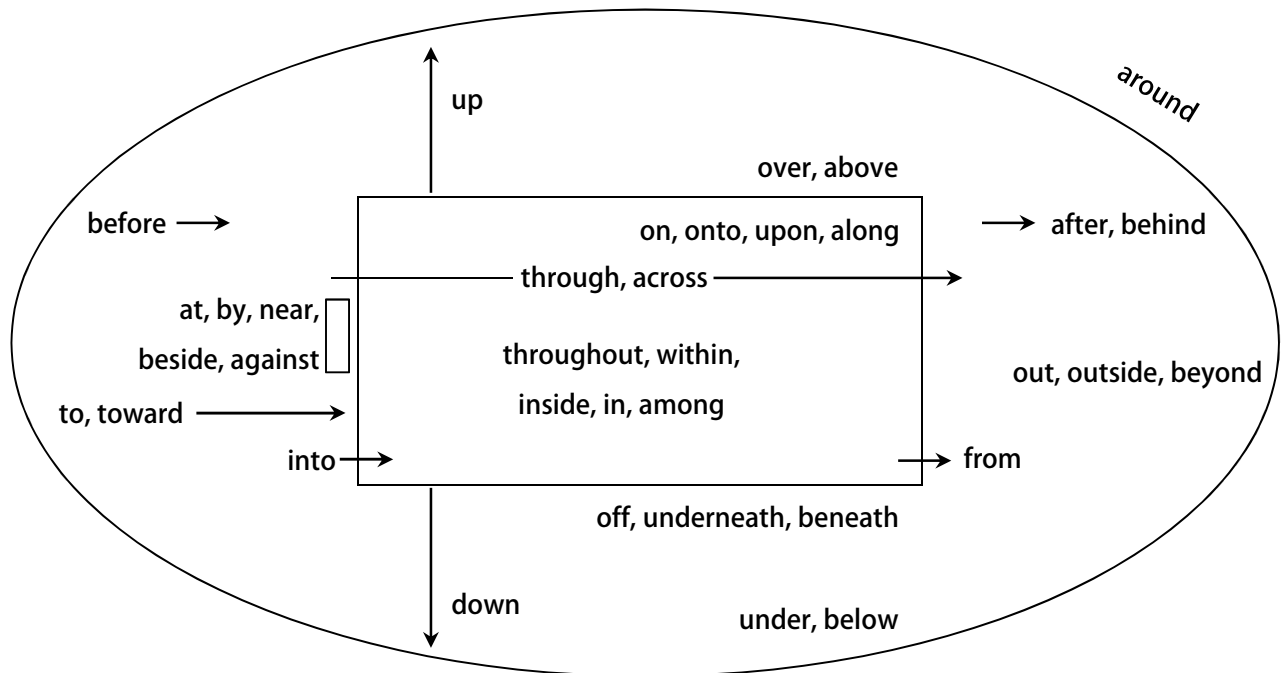 around
up
over, above
before
on, onto, upon, along
after, behind
through, across
at, by, near,
beside, against
throughout, within,
inside, in, among
out, outside, beyond
to, toward
into
from
off, underneath, beneath
down
under, below